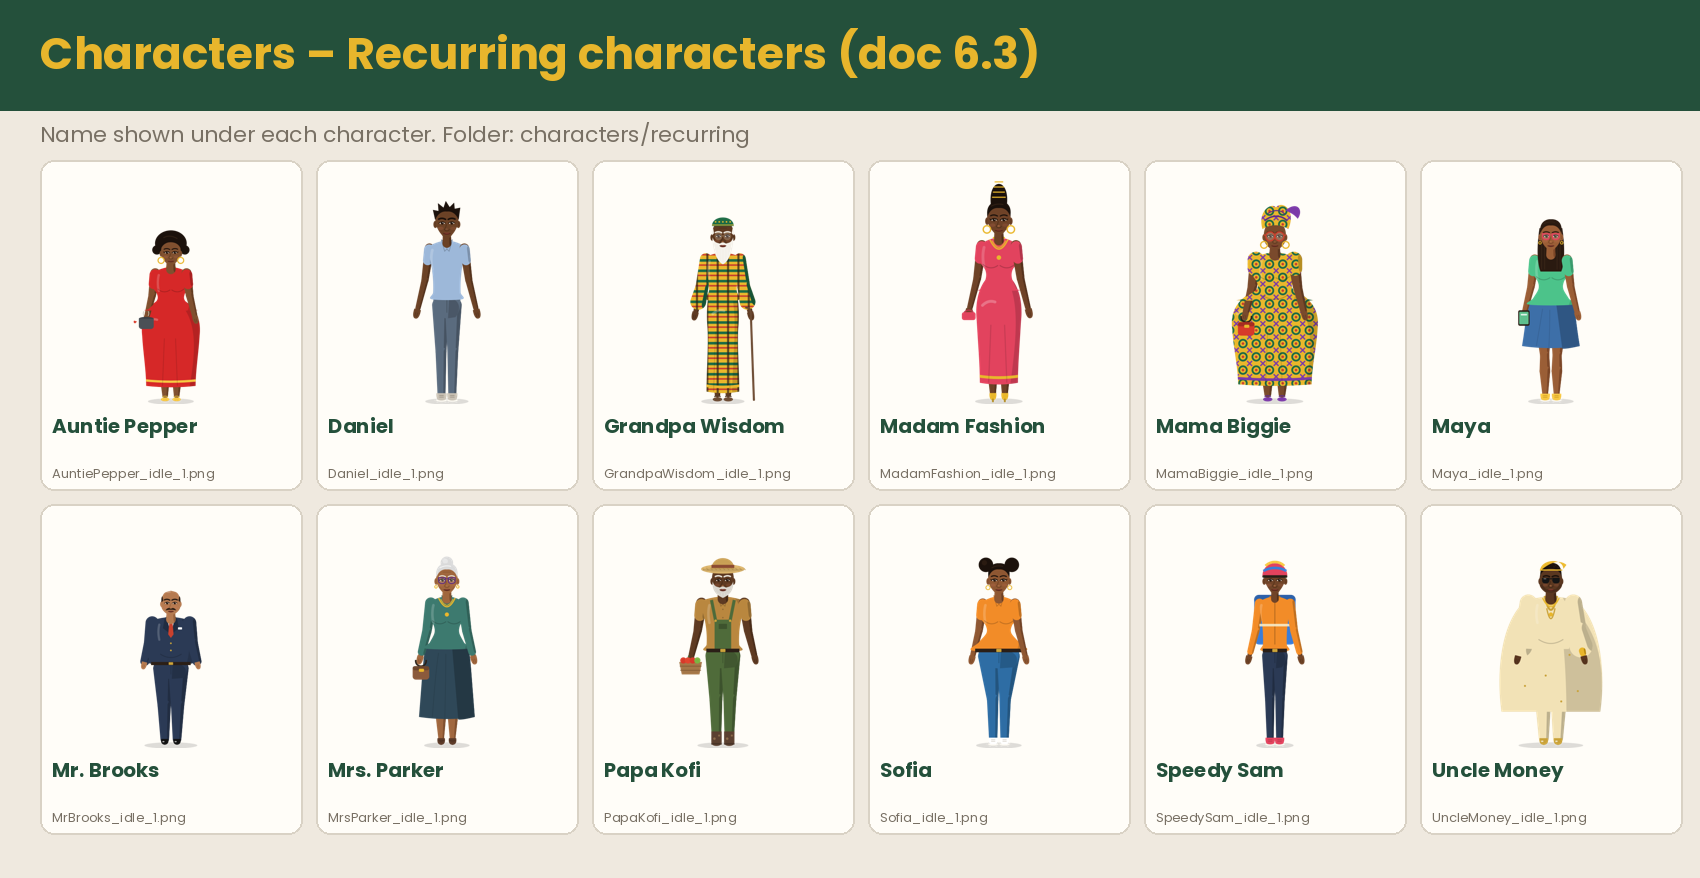 Characters – Recurring characters (doc 6.3)
Name shown under each character. Folder: characters/recurring
Auntie Pepper
Daniel
Grandpa Wisdom
Madam Fashion
Mama Biggie
Maya
AuntiePepper_idle_1.png
Daniel_idle_1.png
GrandpaWisdom_idle_1.png
MadamFashion_idle_1.png
MamaBiggie_idle_1.png
Maya_idle_1.png
Mr. Brooks
Mrs. Parker
Papa Kofi
Sofia
Speedy Sam
Uncle Money
MrBrooks_idle_1.png
MrsParker_idle_1.png
PapaKofi_idle_1.png
Sofia_idle_1.png
SpeedySam_idle_1.png
UncleMoney_idle_1.png